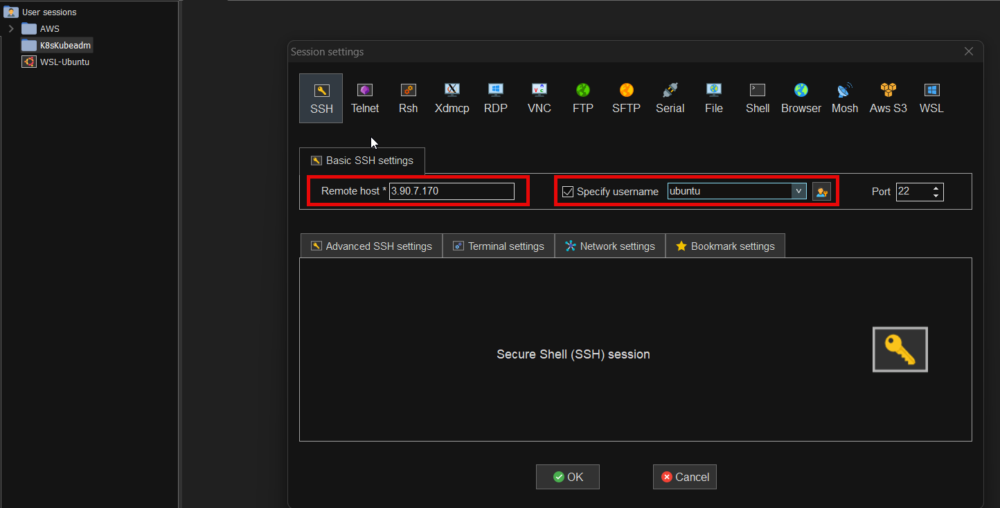 User sessions
AWS
K8sKubeadm
WSL-Ubuntu
Session settings
SSH Telnet Rsh Xdmcp RDP VNC FTP SFTP Serial File Shell Browser Mosh Aws S3 WSL
Basic SSH settings
Remote host * 3.90.7.170 Specify username ubuntu Port 22
Advanced SSH settings Terminal settings Network settings Bookmark settings
Secure Shell (SSH) session
OK Cancel